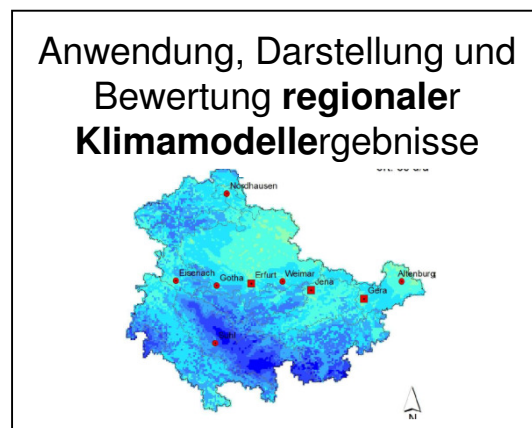 Anwendung, Darstellung und
Bewertung regionaler
Klimamodellergebnisse
Nordhausen
Eisenach
Gotha
Erfurt
Weimar
Jena
Gera
Altenburg
N